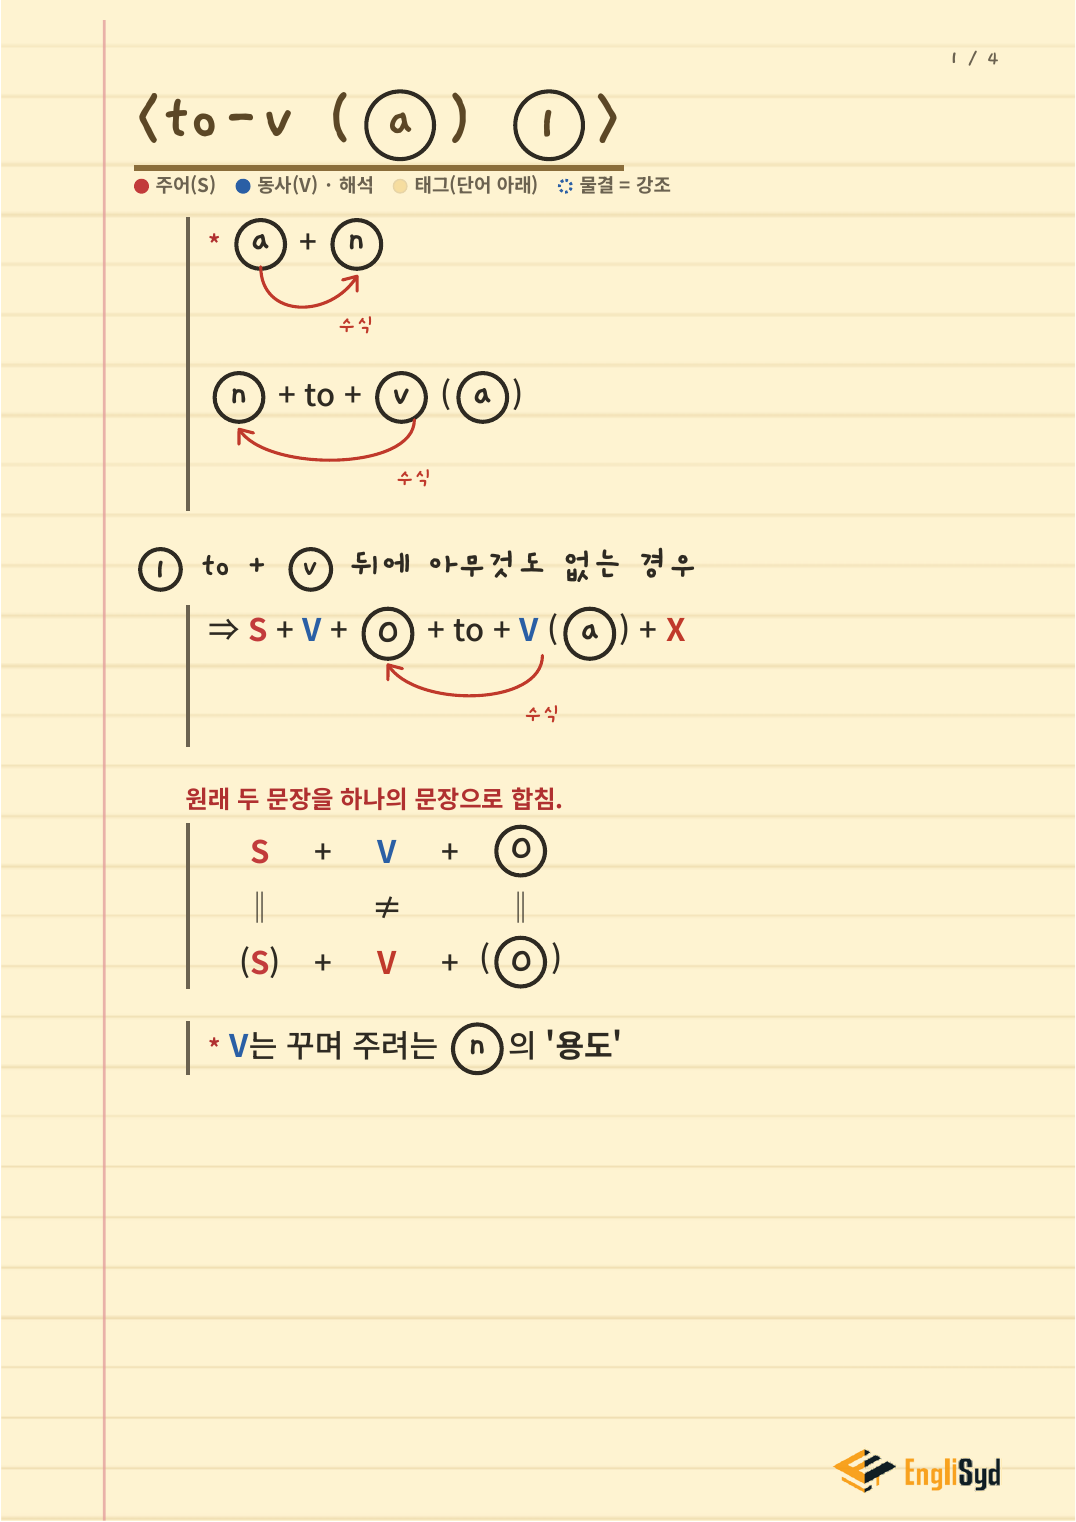 1 / 4
<to-v (ⓐ) ①>
주어(S) 동사(V) · 해석 태그(단어 아래) 물결 = 강조
* ⓐ + ⓝ
수식
ⓝ + to + ⓥ (ⓐ)
수식
① to + ⓥ 뒤에 아무것도 없는 경우
⇒ S + V + Ⓞ + to + V (ⓐ) + X
수식
원래 두 문장을 하나의 문장으로 합침.
S + V + Ⓞ
|| ≠ ||
(S) + V + (Ⓞ)
* V는 꾸며 주려는 ⓝ의 '용도'
EngliSyd